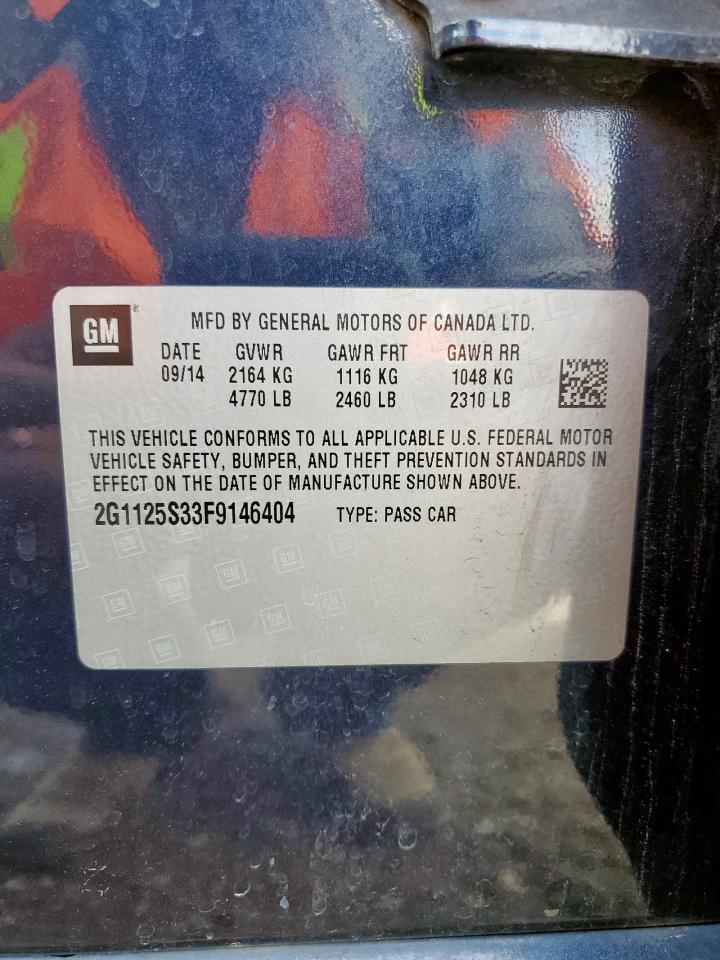 GM ®
MFD BY GENERAL MOTORS OF CANADA LTD.
DATE GVWR GAWR FRT GAWR RR
09/14 2164 KG 1116 KG 1048 KG
4770 LB 2460 LB 2310 LB
THIS VEHICLE CONFORMS TO ALL APPLICABLE U.S. FEDERAL MOTOR
VEHICLE SAFETY, BUMPER, AND THEFT PREVENTION STANDARDS IN
EFFECT ON THE DATE OF MANUFACTURE SHOWN ABOVE.
2G1125S33F9146404 TYPE: PASS CAR